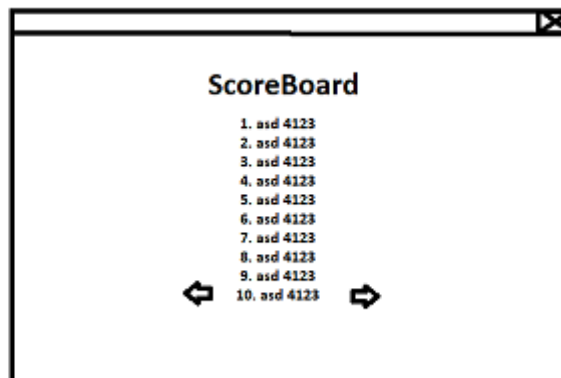 ScoreBoard
1. asd 4123
2. asd 4123
3. asd 4123
4. asd 4123
5. asd 4123
6. asd 4123
7. asd 4123
8. asd 4123
9. asd 4123
10. asd 4123